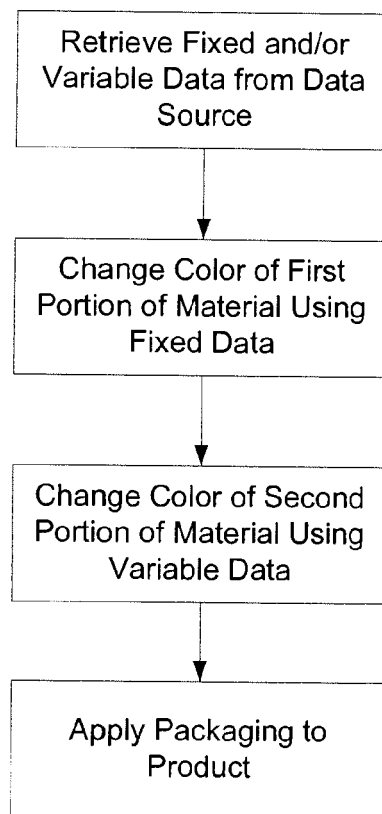 Retrieve Fixed and/or
Variable Data from Data
Source
Change Color of First
Portion of Material Using
Fixed Data
Change Color of Second
Portion of Material Using
Variable Data
Apply Packaging to
Product